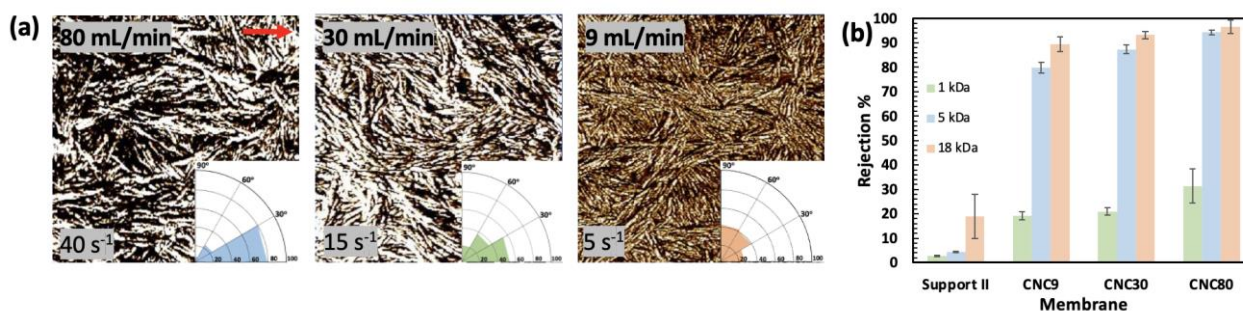 (a)
80 mL/min
40 s-1
90°
60°
30°
0 20 40 60 80 100
30 mL/min
15 s-1
90°
60°
30°
0 20 40 60 80 100
9 mL/min
5 s-1
90°
60°
30°
0 20 40 60 80 100
(b)
Rejection %
100
90
80
70
60
50
40
30
20
10
0
1 kDa
5 kDa
18 kDa
Support II CNC9 CNC30 CNC80
Membrane